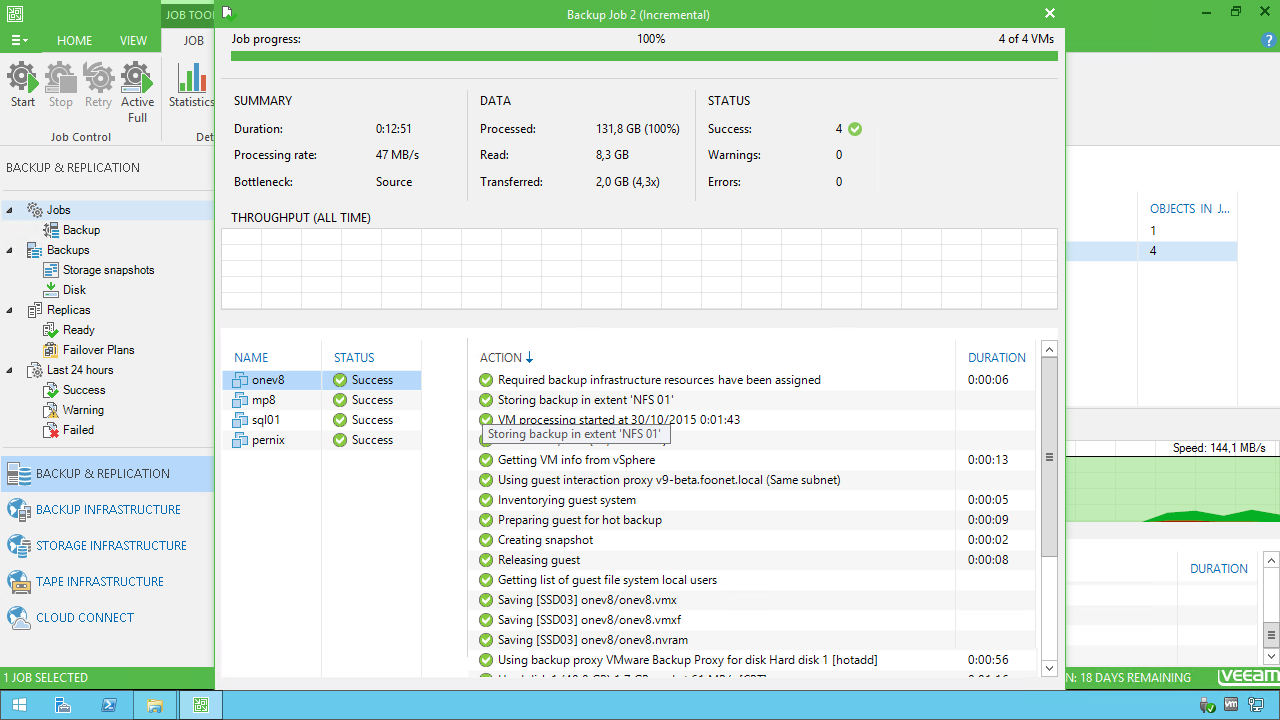 JOB TOO
Backup Job 2 (Incremental)
HOME
VIEW
JOB
Job progress:
100%
4 of 4 VMs
Start
Stop
Retry
Active
Full
Statistics
Job Control
Det
SUMMARY
Duration:
0:12:51
Processing rate:
47 MB/s
Bottleneck:
Source
DATA
Processed:
131,8 GB (100%)
Read:
8,3 GB
Transferred:
2,0 GB (4,3x)
STATUS
Success:
4
Warnings:
0
Errors:
0
THROUGHPUT (ALL TIME)
BACKUP & REPLICATION
Jobs
Backup
Backups
Storage snapshots
Disk
Replicas
Ready
Failover Plans
Last 24 hours
Success
Warning
Failed
BACKUP & REPLICATION
BACKUP INFRASTRUCTURE
STORAGE INFRASTRUCTURE
TAPE INFRASTRUCTURE
CLOUD CONNECT
NAME
STATUS
onev8
Success
mp8
Success
sql01
Success
pernix
Success
ACTION
DURATION
Required backup infrastructure resources have been assigned
0:00:06
Storing backup in extent 'NFS 01'
VM processing started at 30/10/2015 0:01:43
Storing backup in extent 'NFS 01'
Getting VM info from vSphere
0:00:13
Using guest interaction proxy v9-beta.foonet.local (Same subnet)
Inventorying guest system
0:00:05
Preparing guest for hot backup
0:00:09
Creating snapshot
0:00:02
Releasing guest
0:00:08
Getting list of guest file system local users
Saving [SSD03] onev8/onev8.vmx
Saving [SSD03] onev8/onev8.vmxf
Saving [SSD03] onev8/onev8.nvram
Using backup proxy VMware Backup Proxy for disk Hard disk 1 [hotadd]
0:00:56
OBJECTS IN J...
1
4
Speed: 144,1 MB/s
DURATION
1 JOB SELECTED
N: 18 DAYS REMAINING
veeam